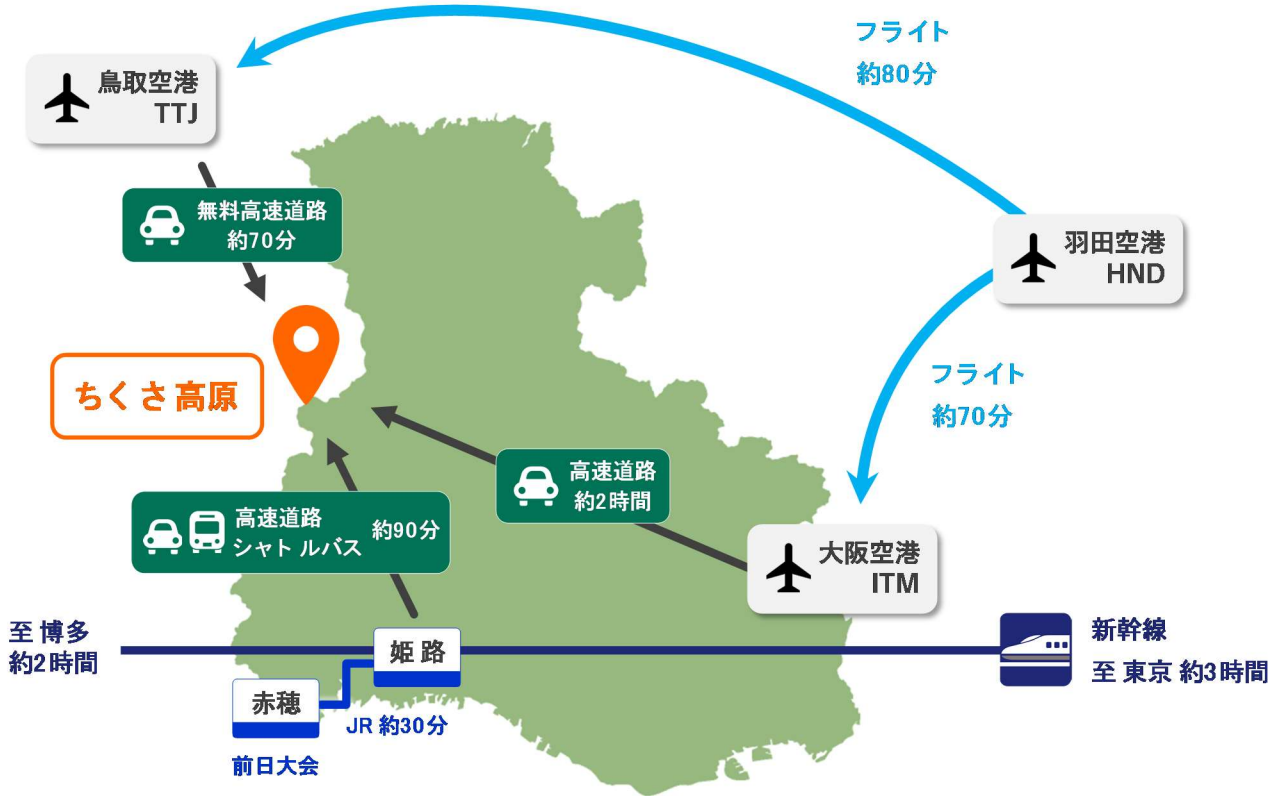 フライト
約80分
鳥取空港
TTJ
無料高速道路
約70分
羽田空港
HND
フライト
約70分
ちくさ高原
高速道路
約2時間
高速道路
シャトルバス
約90分
大阪空港
ITM
至 博多
約2時間
姫路
新幹線
至 東京 約3時間
赤穂
JR 約30分
前日大会